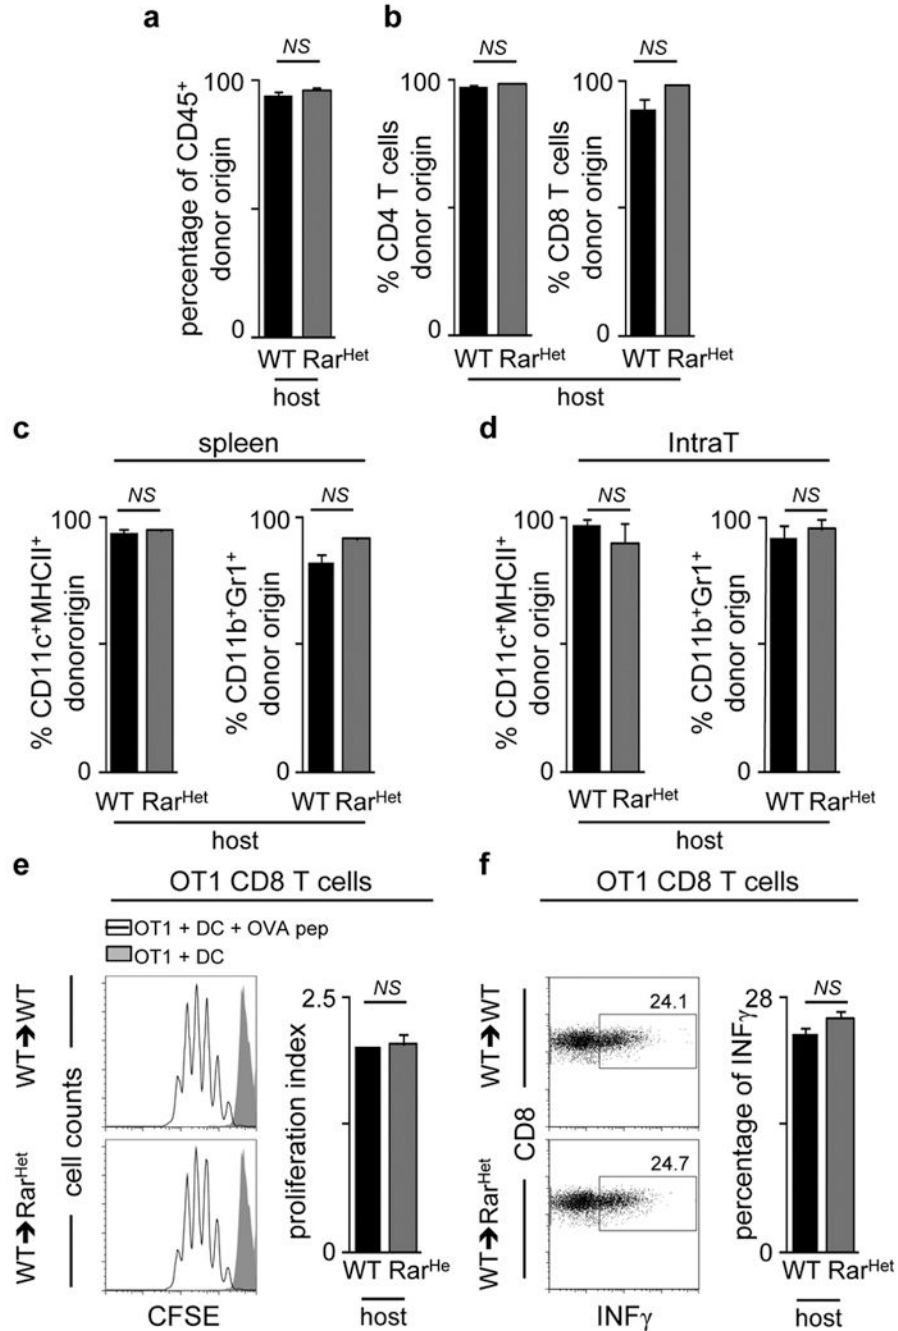 a
NS
percentage of CD45+
donor origin
100
0
WT RarHet
host
b
NS
% CD4 T cells
donor origin
100
0
WT RarHet
NS
% CD8 T cells
donor origin
100
0
WT RarHet
host
c
spleen
NS
% CD11c+MHCII+
donororigin
100
0
WT RarHet
NS
% CD11b+Gr1+
donor origin
100
0
WT RarHet
host
d
IntraT
NS
% CD11c+MHCII+
donor origin
100
0
WT RarHet
NS
% CD11b+Gr1+
donor orign
100
0
WT RarHet
host
e
OT1 CD8 T cells
OT1 + DC + OVA pep
OT1 + DC
WT➔WT
WT➔RarHet
cell counts
CFSE
NS
proliferation index
2.5
0
WT RarHe
host
f
OT1 CD8 T cells
WT➔WT
WT➔RarHet
CD8
24.1
24.7
INFγ
NS
percentage of INFγ
28
0
WT RarHet
host